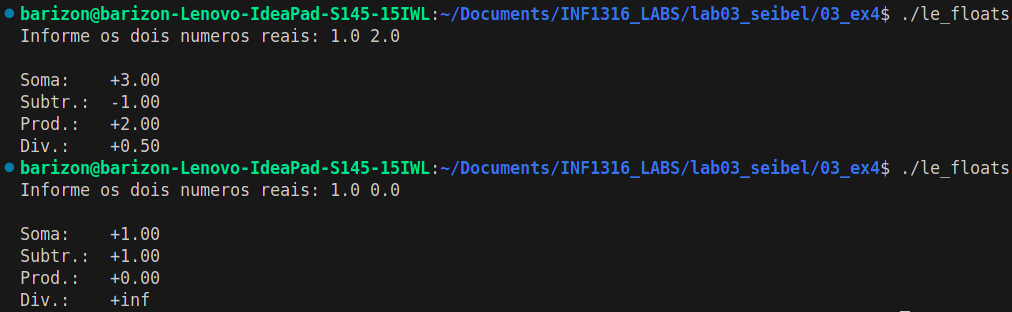 barizon@barizon-Lenovo-IdeaPad-S145-15IWL:~/Documents/INF1316_LABS/lab03_seibel/03_ex4$ ./le_floats
Informe os dois numeros reais: 1.0 2.0

Soma:    +3.00
Subtr.:  -1.00
Prod.:   +2.00
Div.:    +0.50
barizon@barizon-Lenovo-IdeaPad-S145-15IWL:~/Documents/INF1316_LABS/lab03_seibel/03_ex4$ ./le_floats
Informe os dois numeros reais: 1.0 0.0

Soma:    +1.00
Subtr.:  +1.00
Prod.:   +0.00
Div.:    +inf